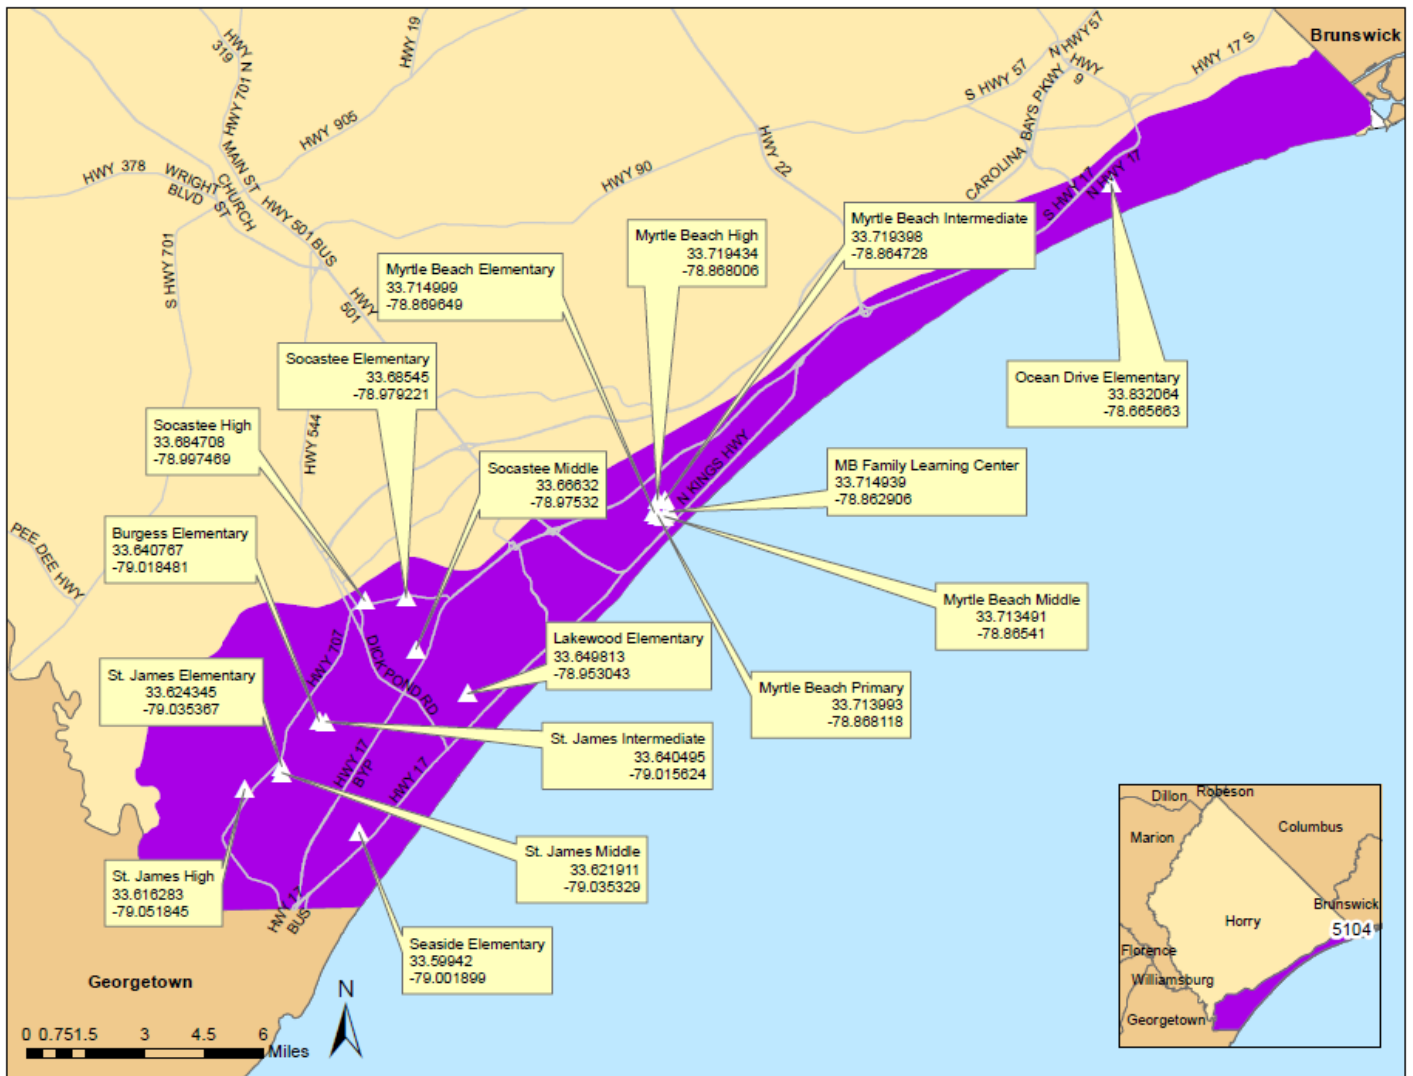 Brunswick
HWY N
319
HWY 701 N
HWY 19
HWY 905
MAIN ST
HWY 378
WRIGHT
BLVD
CHURCH
ST
HWY 501 BUS
S HWY 701
HWY
501
HWY 544
HWY 90
HWY 22
S HWY 57
N HWY 57
HWY
9
HWY 17 S
CAROLINA BAYS PKWY
S HWY 17
N HWY 17
Myrtle Beach Intermediate
33.719398
-78.864728
Myrtle Beach High
33.719434
-78.868006
Myrtle Beach Elementary
33.714999
-78.869649
Socastee Elementary
33.68545
-78.979221
Ocean Drive Elementary
33.832064
-78.665663
Socastee High
33.684708
-78.997469
Socastee Middle
33.66632
-78.97532
N KINGS HWY
MB Family Learning Center
33.714939
-78.862906
Burgess Elementary
33.640767
-79.018481
PEE DEE HWY
Myrtle Beach Middle
33.713491
-78.86541
Lakewood Elementary
33.649813
-78.953043
HWY 707
DICK POND RD
St. James Elementary
33.624345
-79.035367
Myrtle Beach Primary
33.713993
-78.868118
St. James Intermediate
33.640495
-79.015624
HWY 17
BYP
HWY 17
St. James Middle
33.621911
-79.035329
St. James High
33.616283
-79.051845
HWY 17
BUS
Seaside Elementary
33.59942
-79.001899
Georgetown
N
0 0.75 1.5 3 4.5 6
Miles
Dillon
Robeson
Marion
Columbus
Brunswick
Horry
5104
Florence
Williamsburg
Georgetown